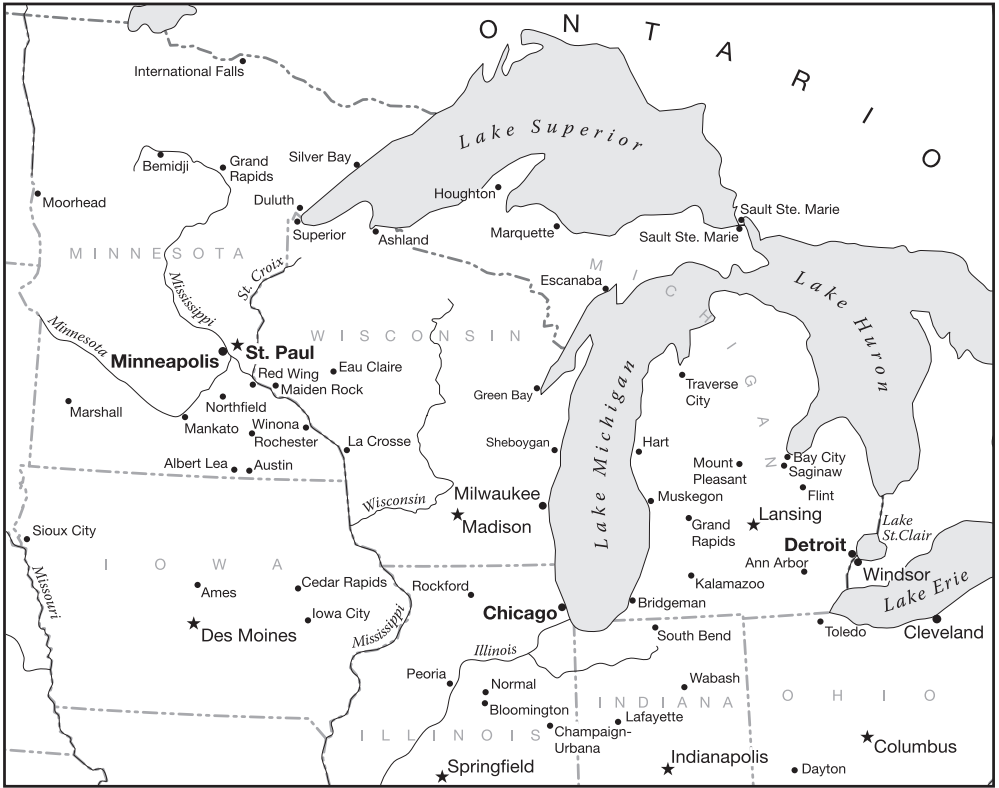 ONTARIO
International Falls
Lake Superior
Silver Bay
Bemidji
Grand
Rapids
Houghton
Moorhead
Duluth
Superior
Ashland
Marquette
Sault Ste. Marie
Sault Ste. Marie
MINNESOTA
St. Croix
Mississippi
Escanaba
MICHIGAN
Lake Huron
Minnesota
WISCONSIN
Minneapolis
St. Paul
Red Wing
Eau Claire
Maiden Rock
Green Bay
Lake Michigan
Traverse
City
Marshall
Northfield
Mankato
Winona
Rochester
La Crosse
Sheboygan
Hart
Mount
Pleasant
Bay City
Saginaw
Albert Lea
Austin
Wisconsin
Milwaukee
Madison
Muskegon
Flint
Grand
Rapids
Lansing
Lake
St.Clair
Sioux City
Detroit
Windsor
Ann Arbor
Kalamazoo
Lake Erie
IOWA
Missouri
Ames
Cedar Rapids
Iowa City
Des Moines
Mississippi
Rockford
Chicago
Bridgeman
South Bend
Toledo
Cleveland
Illinois
Peoria
Normal
Bloomington
Wabash
INDIANA
OHIO
Lafayette
Champaign-
Urbana
ILLINOIS
Springfield
Indianapolis
Columbus
Dayton